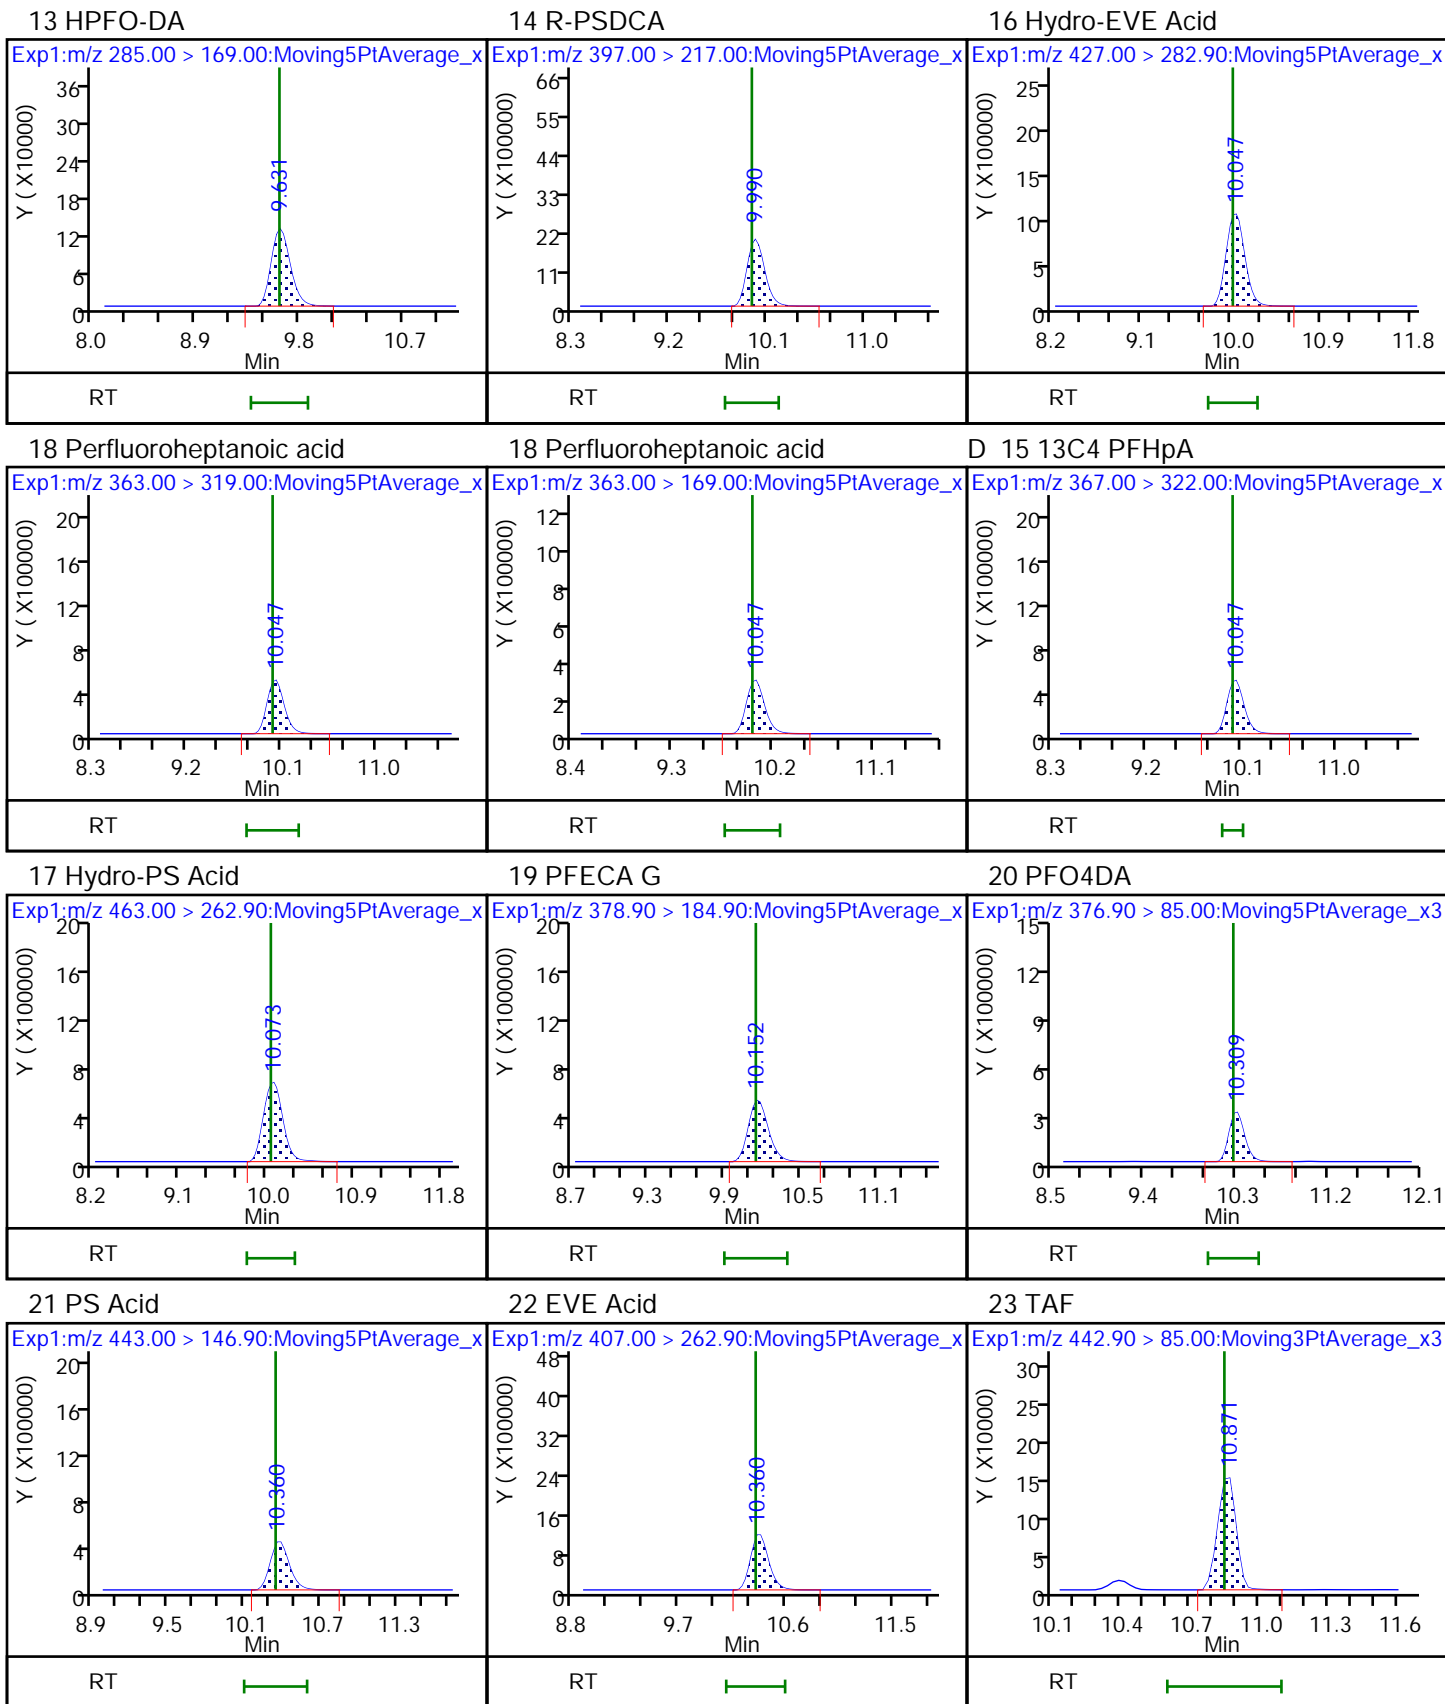 13 HPFO-DA
Exp1:m/z 285.00 > 169.00:Moving5PtAverage_x
Y ( X100000)
36
30
24
18
12
6
0
9.631
8.0 8.9 9.8 10.7
Min
RT
14 R-PSDCA
Exp1:m/z 397.00 > 217.00:Moving5PtAverage_x
Y ( X100000)
66
55
44
33
22
11
0
9.990
8.3 9.2 10.1 11.0
Min
RT
16 Hydro-EVE Acid
Exp1:m/z 427.00 > 282.90:Moving5PtAverage_x
Y ( X100000)
25
20
15
10
5
0
10.047
8.2 9.1 10.0 10.9 11.8
Min
RT
18 Perfluoroheptanoic acid
Exp1:m/z 363.00 > 319.00:Moving5PtAverage_x
Y ( X100000)
20
16
12
8
4
0
10.047
8.3 9.2 10.1 11.0
Min
RT
18 Perfluoroheptanoic acid
Exp1:m/z 363.00 > 169.00:Moving5PtAverage_x
Y ( X100000)
12
10
8
6
4
2
0
10.047
8.4 9.3 10.2 11.1
Min
RT
D 15 13C4 PFHpA
Exp1:m/z 367.00 > 322.00:Moving5PtAverage_x
Y ( X100000)
20
16
12
8
4
0
10.047
8.3 9.2 10.1 11.0
Min
RT
17 Hydro-PS Acid
Exp1:m/z 463.00 > 262.90:Moving5PtAverage_x
Y ( X100000)
20
16
12
8
4
0
10.073
8.2 9.1 10.0 10.9 11.8
Min
RT
19 PFECA G
Exp1:m/z 378.90 > 184.90:Moving5PtAverage_x
Y ( X100000)
20
16
12
8
4
0
10.152
8.7 9.3 9.9 10.5 11.1
Min
RT
20 PFO4DA
Exp1:m/z 376.90 > 85.00:Moving5PtAverage_x3
Y ( X100000)
15
12
9
6
3
0
10.309
8.5 9.4 10.3 11.2 12.1
Min
RT
21 PS Acid
Exp1:m/z 443.00 > 146.90:Moving5PtAverage_x
Y ( X100000)
20
16
12
8
4
0
10.360
8.9 9.5 10.1 10.7 11.3
Min
RT
22 EVE Acid
Exp1:m/z 407.00 > 262.90:Moving5PtAverage_x
Y ( X100000)
48
40
32
24
16
8
0
10.360
8.8 9.7 10.6 11.5
Min
RT
23 TAF
Exp1:m/z 442.90 > 85.00:Moving3PtAverage_x3
Y ( X10000)
30
25
20
15
10
5
0
10.871
10.1 10.4 10.7 11.0 11.3 11.6
Min
RT